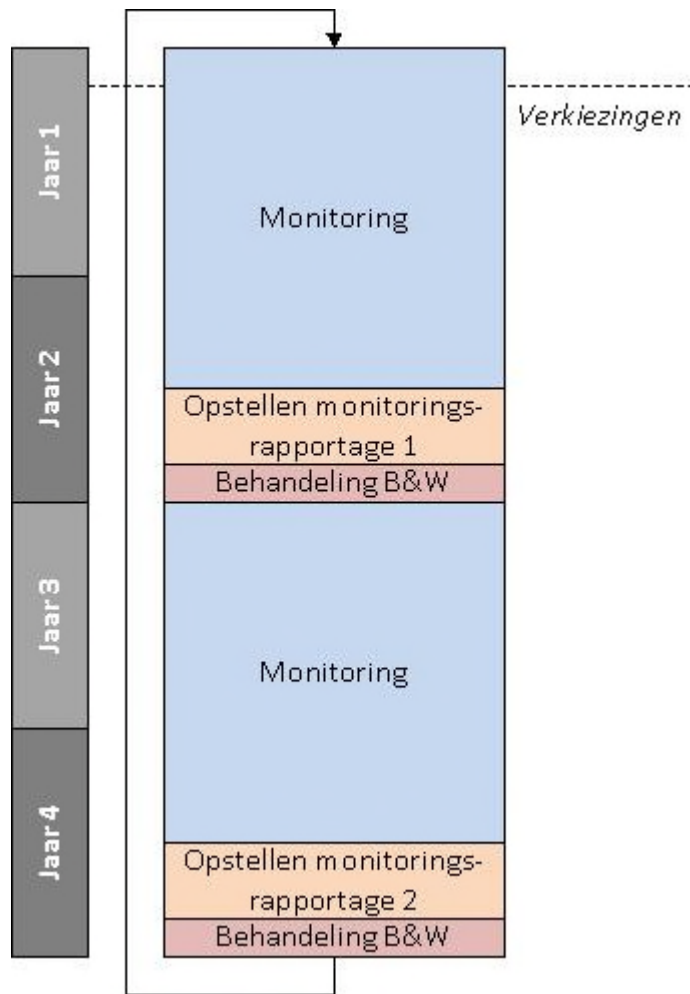 Jaar 1
Jaar 2
Jaar 3
Jaar 4
Verkiezingen
Monitoring
Opstellen monitorings-
rapportage 1
Behandeling B&W
Monitoring
Opstellen monitorings-
rapportage 2
Behandeling B&W